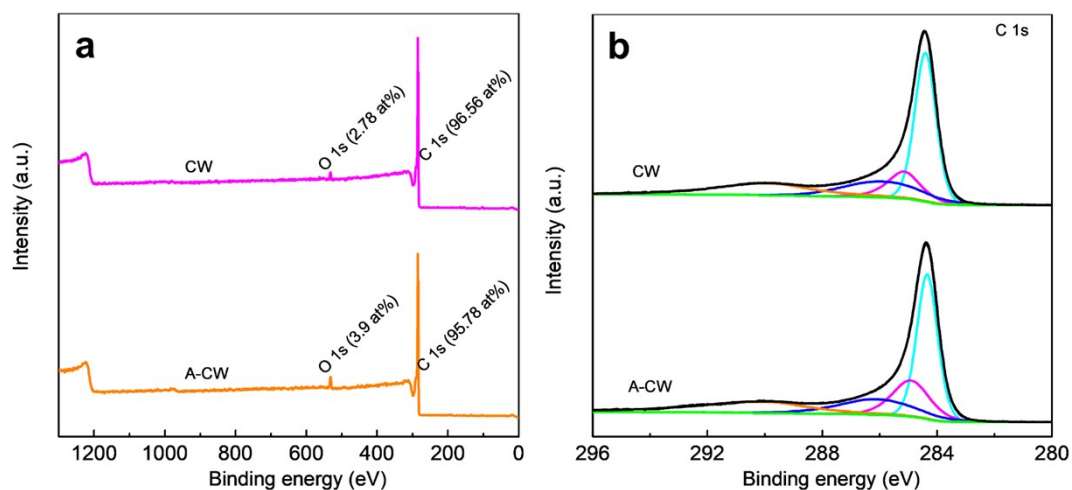 a
Intensity (a.u.)
CW
O 1s (2.78 at%)
C 1s (96.56 at%)
A-CW
O 1s (3.9 at%)
C 1s (95.78 at%)
1200 1000 800 600 400 200 0
Binding energy (eV)
b
C 1s
Intensity (a.u.)
CW
A-CW
296 292 288 284 280
Binding energy (eV)